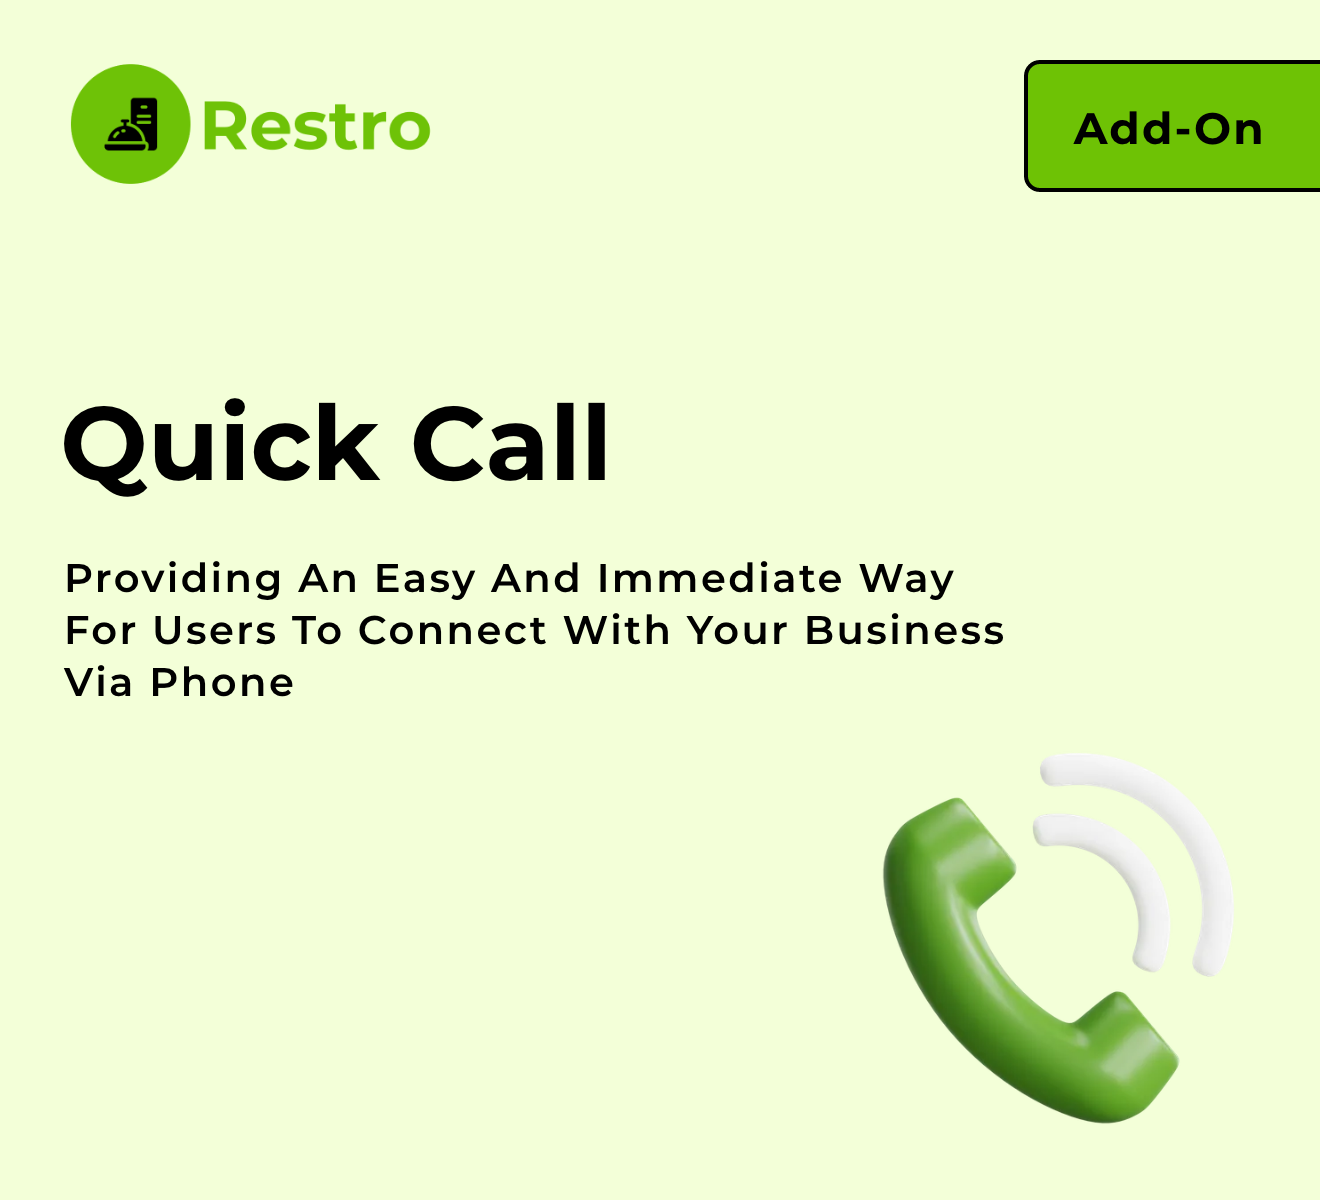 Restro
Add-On
Quick Call
Providing An Easy And Immediate Way
For Users To Connect With Your Business
Via Phone